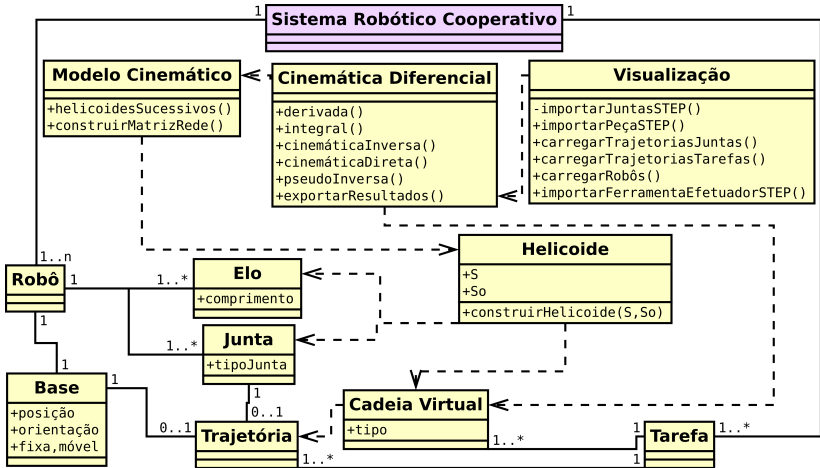 1
Sistema Robótico Cooperativo
1
Modelo Cinemático
+helicoidesSucessivos()
+construirMatrizRede()
Cinemática Diferencial
+derivada()
+integral()
+cinemáticaInversa()
+cinemáticaDireta()
+pseudoInversa()
+exportarResultados()
Visualização
-importarJuntasSTEP()
+importarPeçaSTEP()
+carregarTrajetoriasJuntas()
+carregarTrajetoriasTarefas()
+carregarRobôs()
+importarFerramentaEfetuadorSTEP()
1..n
Robô
1
1
1..*
Elo
+comprimento
Helicoide
+S
+So
+construirHelicoide(S,So)
1..*
Junta
+tipoJunta
1
0..1
1
Base
+posição
+orientação
+fixa,móvel
1
0..1
Trajetória
1..*
Cadeia Virtual
+tipo
1..*
1
1
Tarefa
1..*